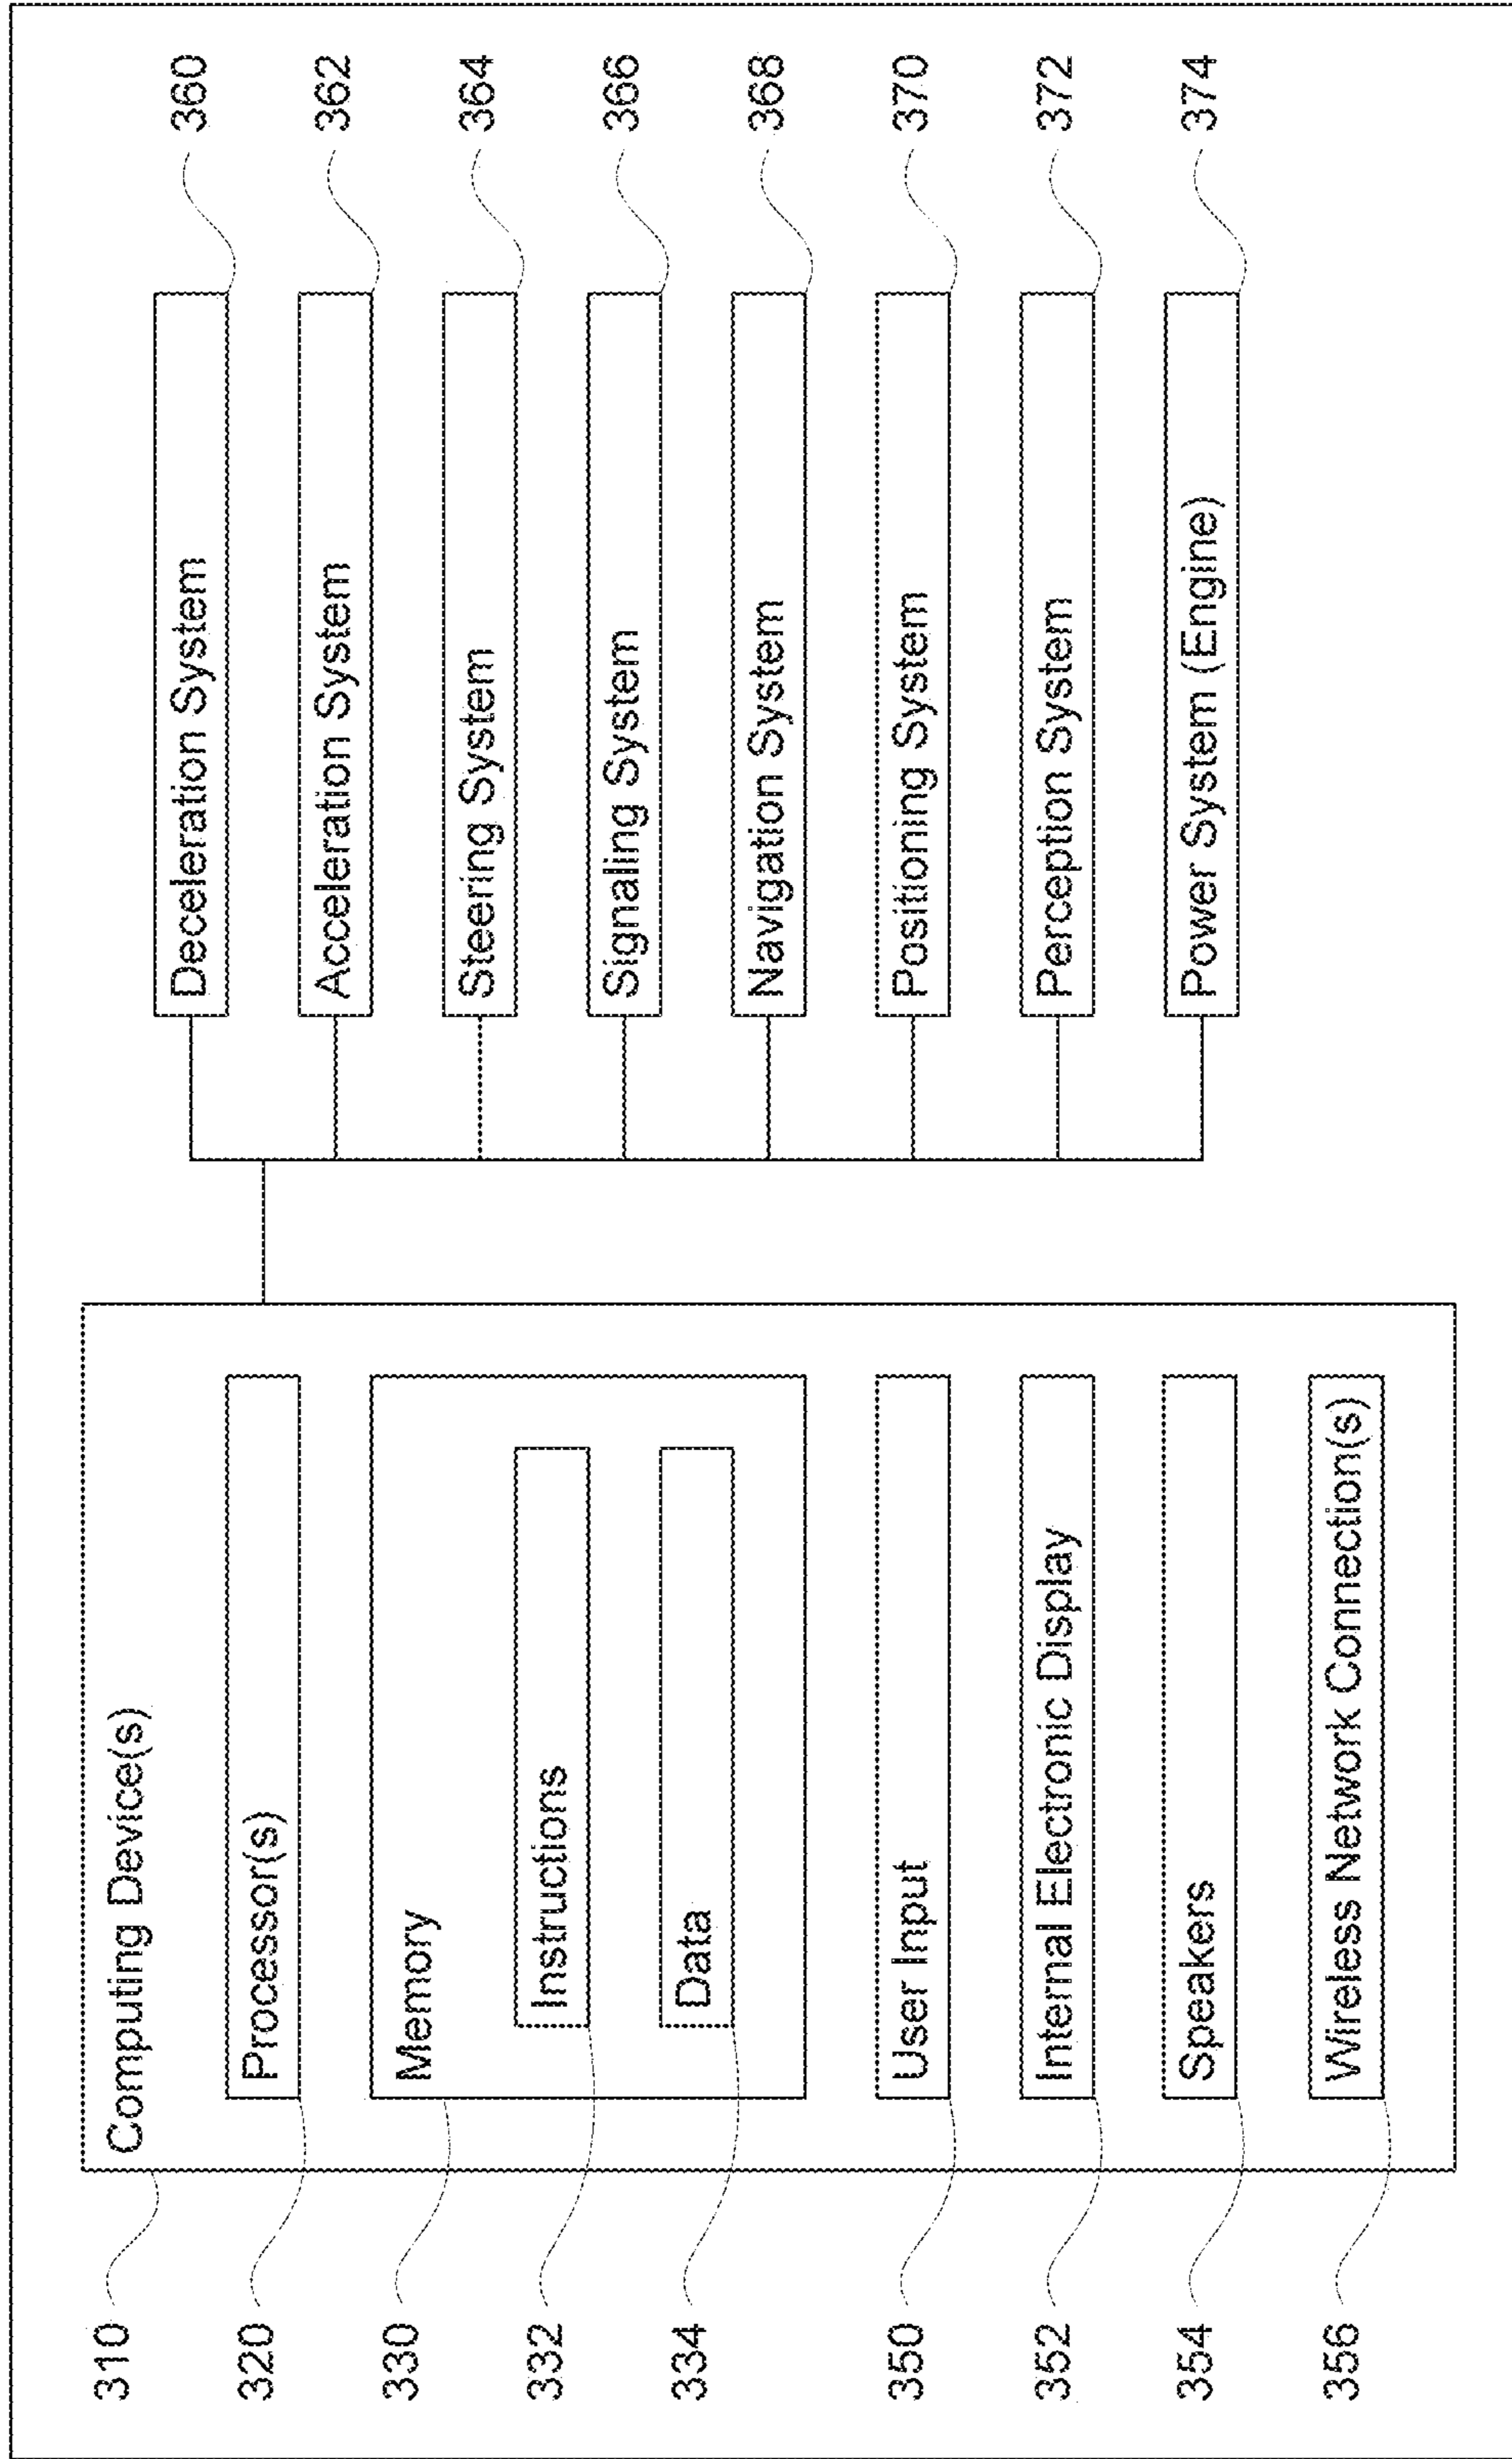 Computing Device(s)
310
Processor(s)
320
Memory
330
Instructions
332
Data
334
User Input
350
Internal Electronic Display
352
Speakers
354
Wireless Network Connection(s)
356
Deceleration System
360
Acceleration System
362
Steering System
364
Signaling System
366
Navigation System
368
Positioning System
370
Perception System
372
Power System (Engine)
374